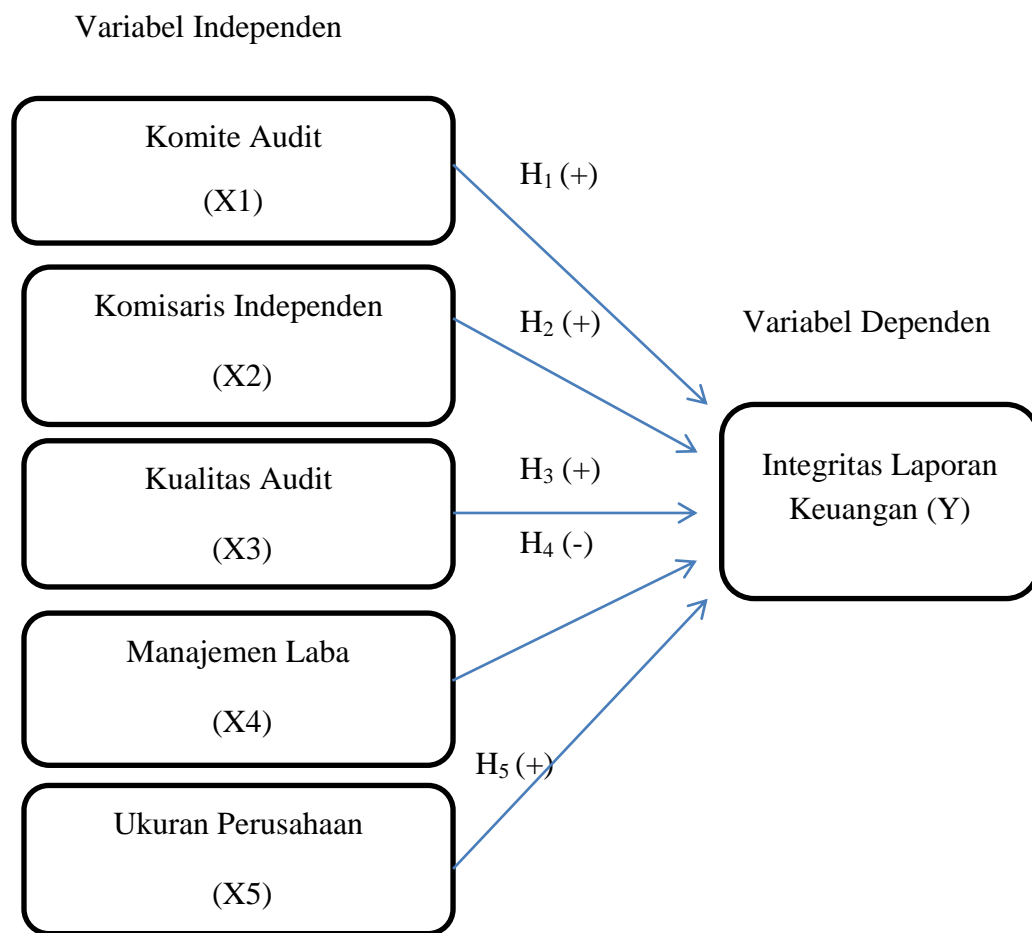 Variabel Independen
Komite Audit
(X1)
H₁ (+)
Komisaris Independen
(X2)
H₂ (+)
Variabel Dependen
Kualitas Audit
(X3)
H₃ (+)
H₄ (-)
Integritas Laporan
Keuangan (Y)
Manajemen Laba
(X4)
H₅ (+)
Ukuran Perusahaan
(X5)